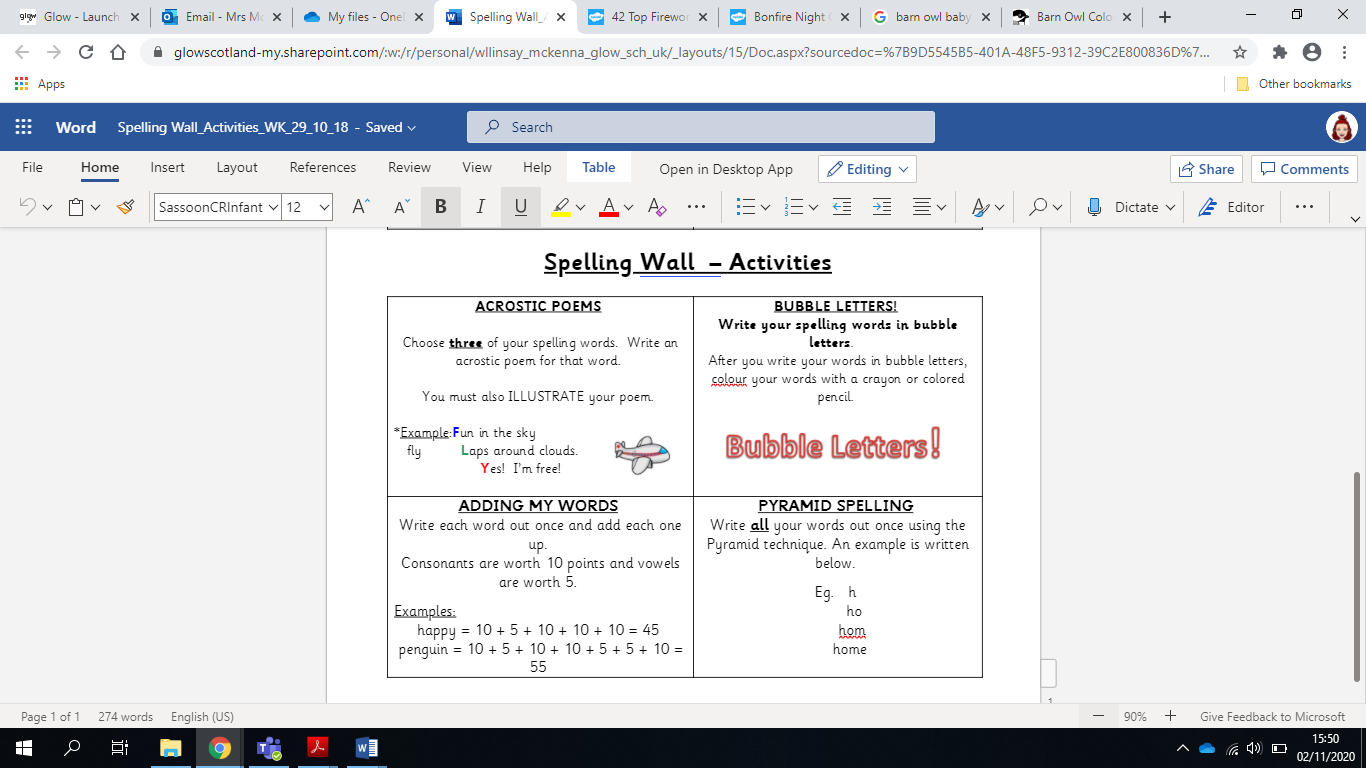 Glow - Launch
Email - Mrs Mc
My files - OneD
Spelling Wall_A
42 Top Firewor
Bonfire Night C
barn owl baby
Barn Owl Colo
glowscotland-my.sharepoint.com/:w:/r/personal/wllinsay_mckenna_glow_sch_uk/_layouts/15/Doc.aspx?sourcedoc=%7B9D5545B5-401A-48F5-9312-39C2E800836D%7...
Apps
Other bookmarks
Word
Spelling Wall_Activities_WK_29_10_18 - Saved
Search
File Home Insert Layout References Review View Help Table Open in Desktop App Editing Share Comments
SassoonCRInfant 12 A A B I U A A ... Dictate Editor ...
Spelling Wall – Activities
ACROSTIC POEMS
Choose three of your spelling words. Write an
acrostic poem for that word.
You must also ILLUSTRATE your poem.
*Example:Fun in the sky
fly Laps around clouds.
Yes! I'm free!
BUBBLE LETTERS!
Write your spelling words in bubble
letters.
After you write your words in bubble letters,
colour your words with a crayon or colored
pencil.
Bubble Letters!
ADDING MY WORDS
Write each word out once and add each one
up.
Consonants are worth 10 points and vowels
are worth 5.
Examples:
happy = 10 + 5 + 10 + 10 + 10 = 45
penguin = 10 + 5 + 10 + 10 + 5 + 5 + 10 =
55
PYRAMID SPELLING
Write all your words out once using the
Pyramid technique. An example is written
below.
Eg. h
ho
hom
home
1
Page 1 of 1 274 words English (US) 90% Give Feedback to Microsoft
15:50
02/11/2020